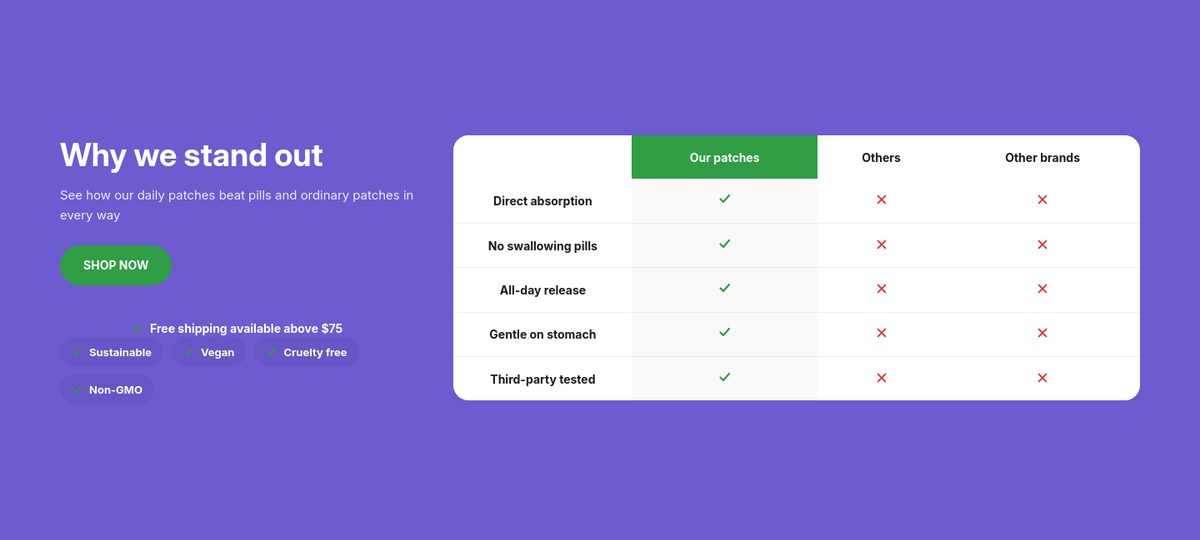 Why we stand out
See how our daily patches beat pills and ordinary patches in
every way
SHOP NOW
Free shipping available above $75
Sustainable
Vegan
Cruelty free
Non-GMO
Our patches
Others
Other brands
Direct absorption
No swallowing pills
All-day release
Gentle on stomach
Third-party tested